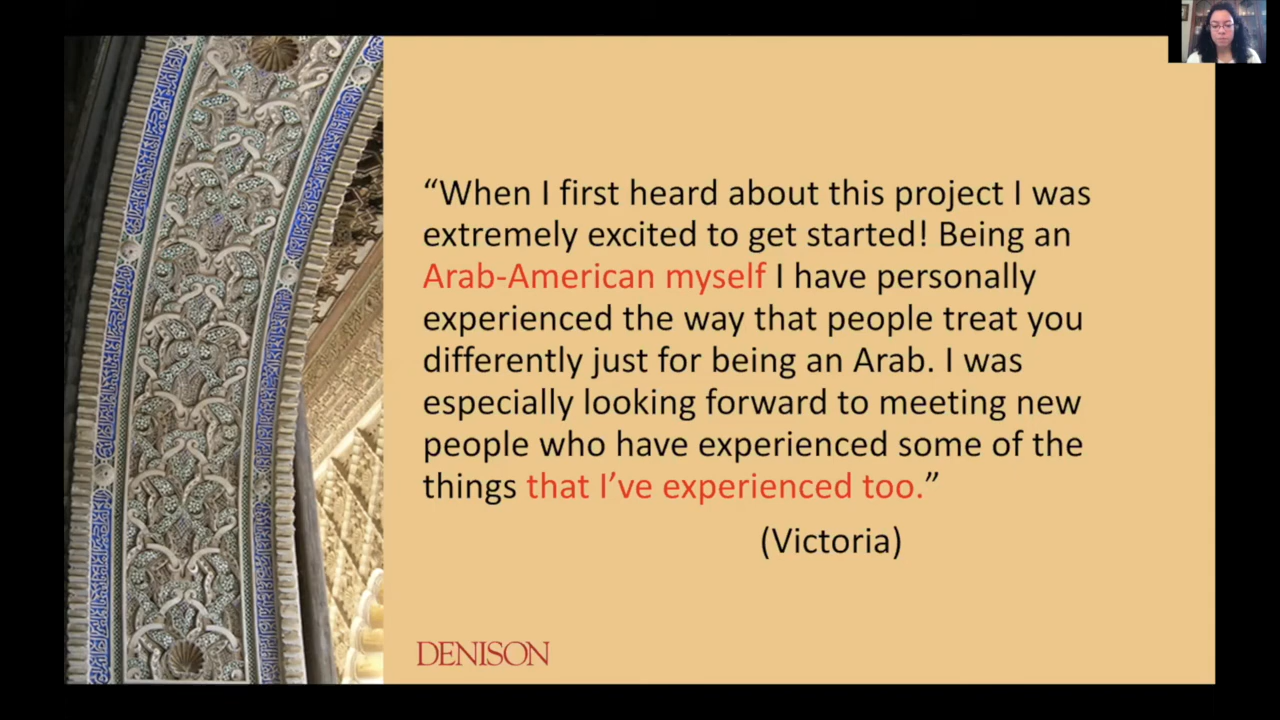 “When I first heard about this project I was
extremely excited to get started! Being an
Arab-American myself I have personally
experienced the way that people treat you
differently just for being an Arab. I was
especially looking forward to meeting new
people who have experienced some of the
things that I’ve experienced too.”
(Victoria)
DENISON